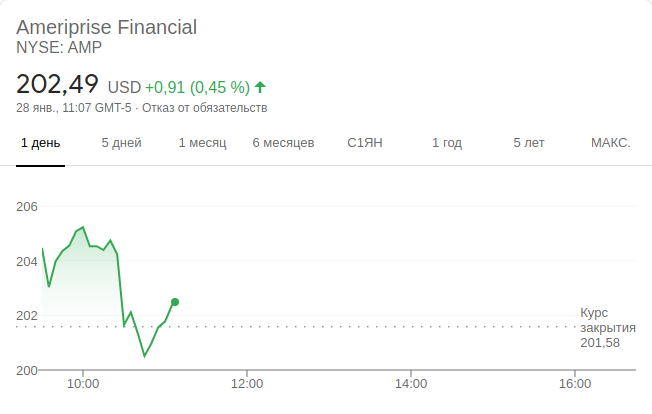 Ameriprise Financial
NYSE: AMP
202,49 USD +0,91 (0,45 %) ↑
28 янв., 11:07 GMT-5 · Отказ от обязательств
1 день 5 дней 1 месяц 6 месяцев С1ЯН 1 год 5 лет МАКС.
206
204
202
200
Курс
закрытия
201,58
10:00 12:00 14:00 16:00